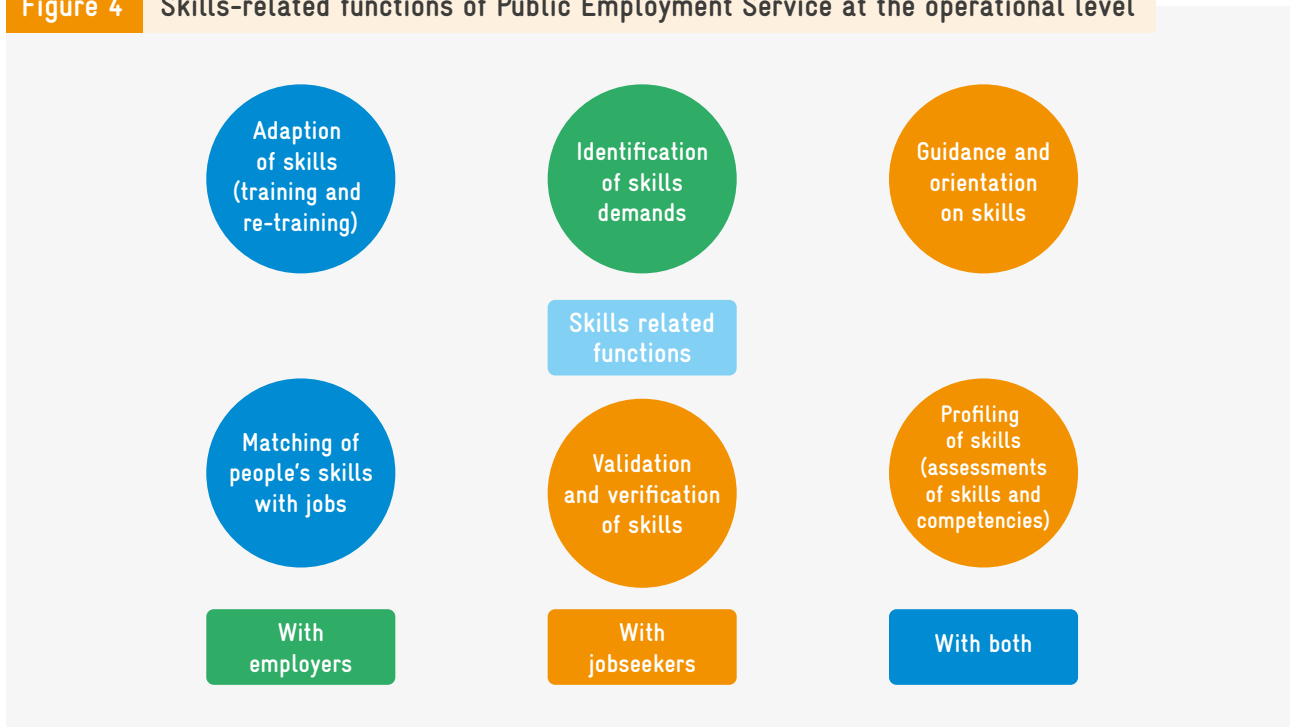 Figure 4 Skills-related functions of Public Employment Service at the operational level
Adaption
of skills
(training and
re-training)
Identification
of skills
demands
Guidance and
orientation
on skills
Skills related
functions
Matching of
people's skills
with jobs
Validation
and verification
of skills
Profiling
of skills
(assessments
of skills and
competencies)
With
employers
With
jobseekers
With both